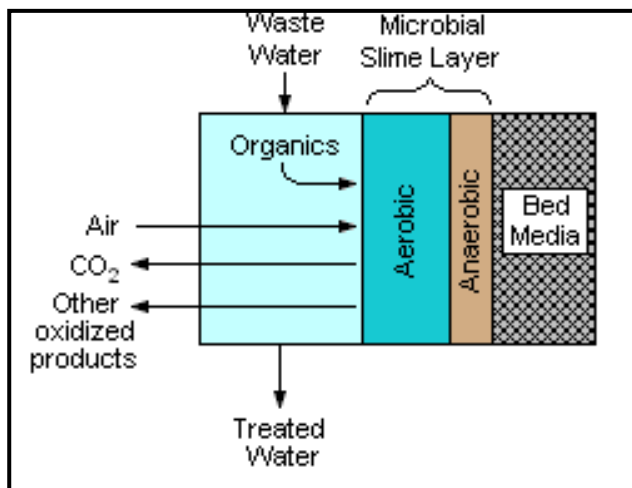 Waste
Water
Microbial
Slime Layer
Organics
Air
CO₂
Other
oxidized
products
Aerobic
Anaerobic
Bed
Media
Treated
Water